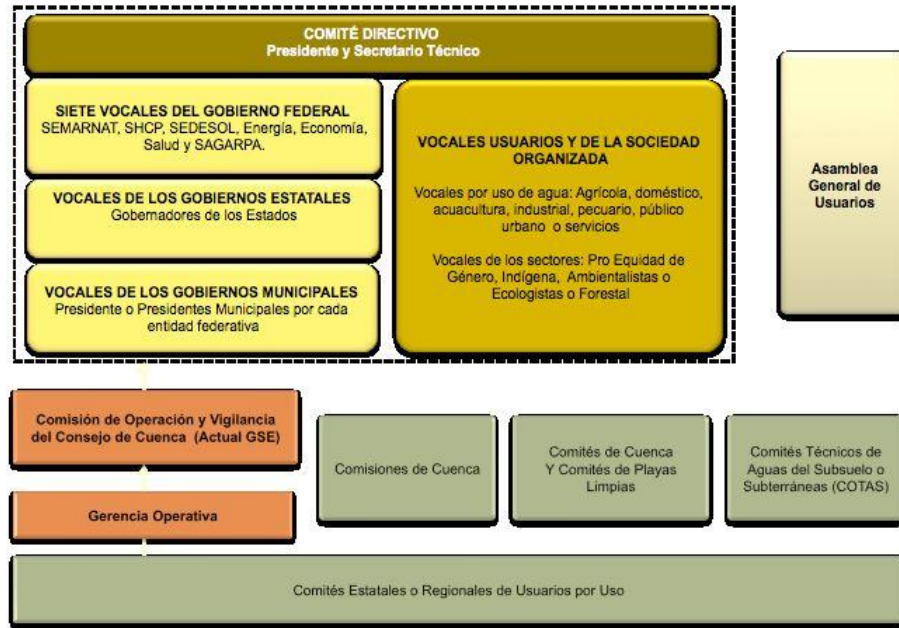 COMITÉ DIRECTIVO
Presidente y Secretario Técnico
SIETE VOCALES DEL GOBIERNO FEDERAL
SEMARNAT, SHCP, SEDESOL, Energía, Economía,
Salud y SAGARPA.
VOCALES DE LOS GOBIERNOS ESTATALES
Gobernadores de los Estados
VOCALES DE LOS GOBIERNOS MUNICIPALES
Presidente o Presidentes Municipales por cada
entidad federativa
VOCALES USUARIOS Y DE LA SOCIEDAD
ORGANIZADA
Vocales por uso de agua: Agrícola, doméstico,
acuacultura, industrial, pecuario, público
urbano o servicios
Vocales de los sectores: Pro Equidad de
Género, Indígena, Ambientalistas o
Ecologistas o Forestal
Asamblea
General de
Usuarios
Comisión de Operación y Vigilancia
del Consejo de Cuenca (Actual GSE)
Gerencia Operativa
Comisiones de Cuenca
Comités de Cuenca
Y Comités de Playas
Limpias
Comités Técnicos de
Aguas del Subsuelo o
Subterráneas (COTAS)
Comités Estatales o Regionales de Usuarios por Uso